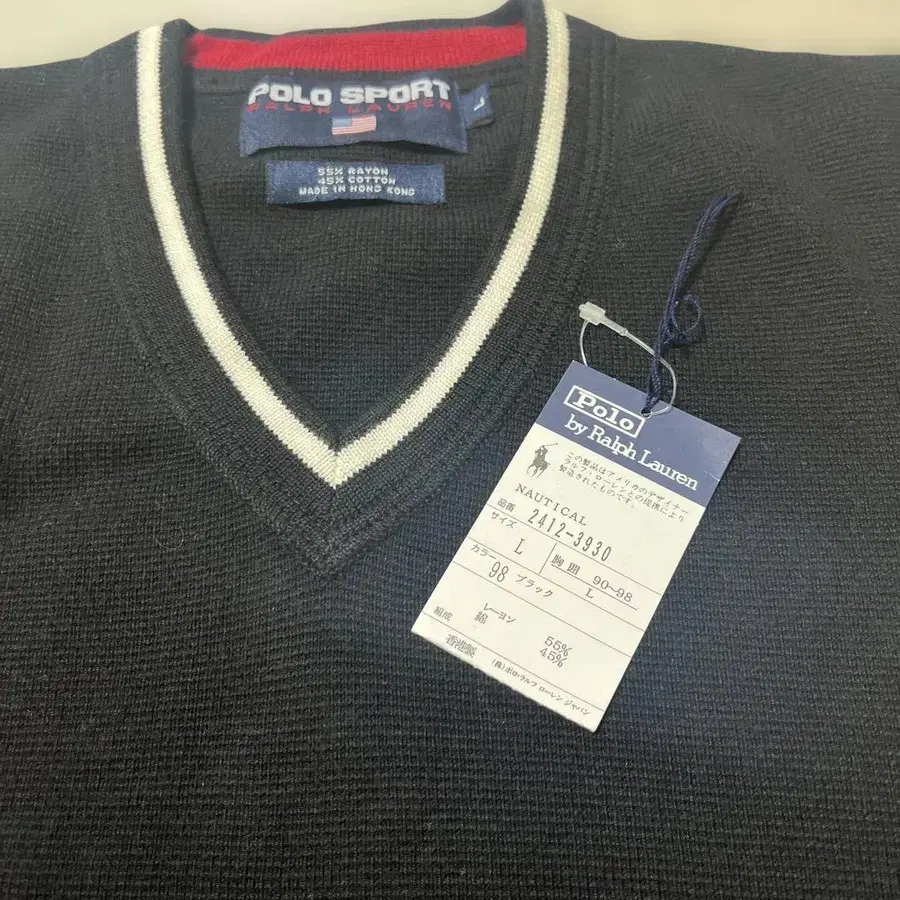 POLO SPORT
RALPH LAUREN
L
55% RAYON
45% COTTON
MADE IN HONG KONG
Polo
by Ralph Lauren
この製品はアメリカのデザイナー
ラルフ・ローレンとの提携により
製造されたものです。
NAUTICAL
品番 2412-3930
サイズ L 胸囲 90~98 L
カラー 98 ブラック
組成 レーヨン 55%
綿 45%
香港製
(株)ポロ・ラルフ ローレン ジャパン